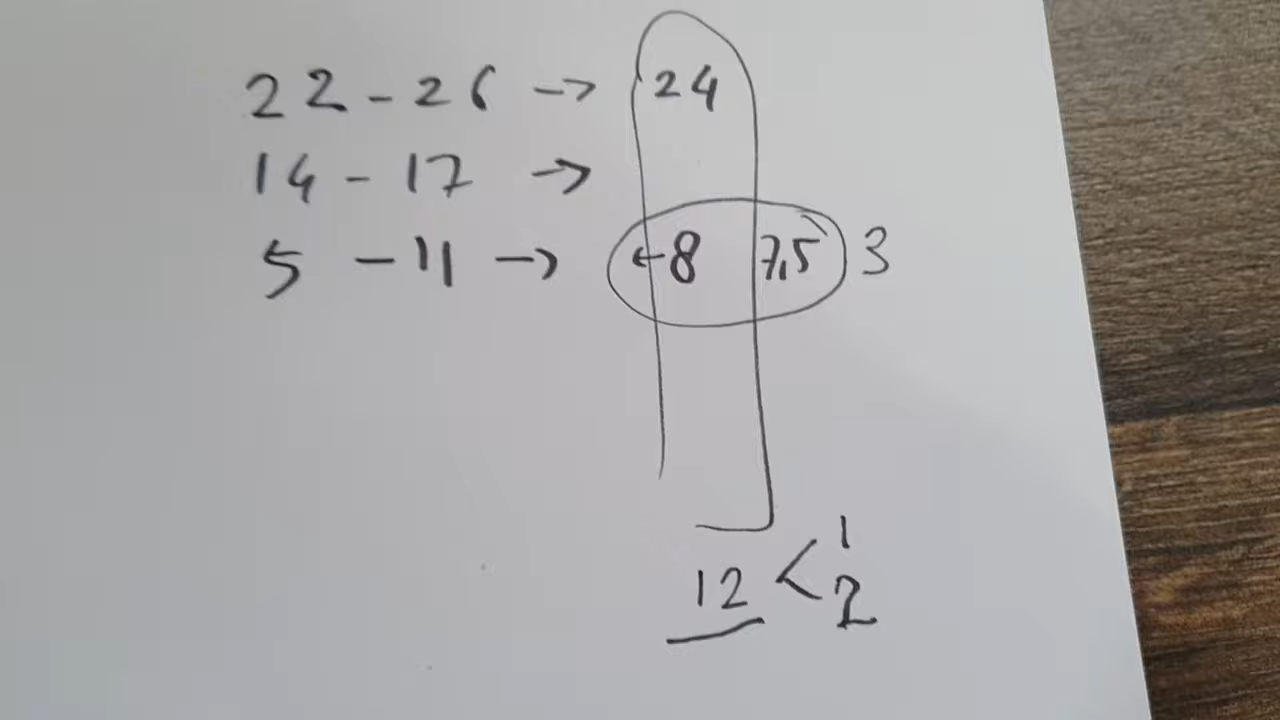 22 - 26 → 24
14 - 17 →
5 - 11 → ←8 7,5 3
12 < 1
2